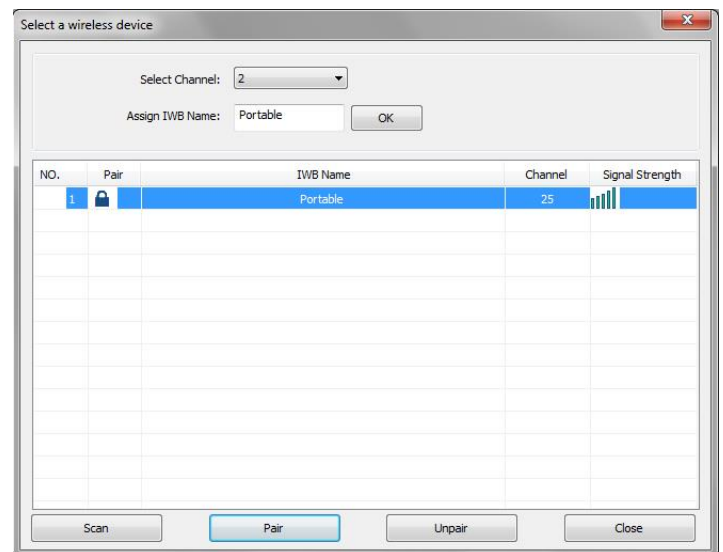 Select a wireless device
Select Channel: 2
Assign IWB Name: Portable OK
NO. Pair IWB Name Channel Signal Strength
1 Portable 25
Scan Pair Unpair Close